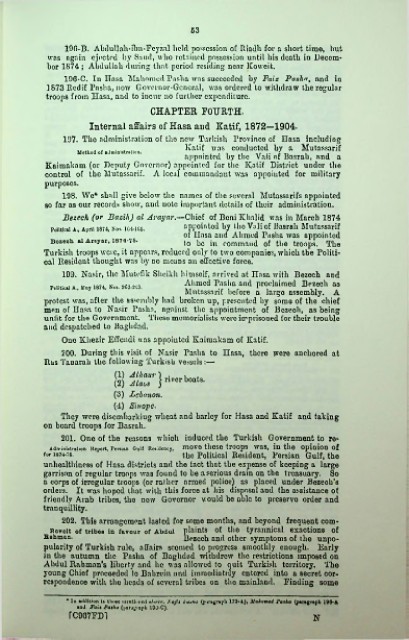 53
196-B. Abdullah-ibn-Feyzul held possession of Riadh for a short time, but
was again ejected by Saud, who retained possession until his death in Decem-
ber 1874; Abdullah during that period residing near Koweit.
196-C. In Hasa Mahomed Pasha was succeeded by Faiz Pasha, and in
1873 Redif Pasha, now Governor-General, was ordered to withdraw the regular
troops from Hasa, and to incur no further expenditure.
CHAPTER FOURTH.
Internal affairs of Hasa and Katif, 1872—1904.
197. The administration of the new Turkish Province of Hasa including
Method of administration.
Katif was conducted by a Mutassarif
appointed by the Vali of Basrah, and a
Kaimakam (or Deputy Governor) appointed for the Katif District under the
control of the Mutassarif. A local commandant was appointed for military
purposes.
198. We* shall give below the names of the several Mutassarifs appointed
so far as our records show, and note important details of their administration.
Bezech (or Bazih) al Arayar.—Chief of Beni Khalid was in March 1874
Political A., April 1874, Nos.
appointed by the Vali of Basrah Mutassarif
of Hasa and Ahmed Pasha was appointed
Bazech al Arayar, 1874-75.
to be in command of the troops. The
Turkish troops were, it appears, reduced only to two companies, which the Politi-
cal Resident thought was by no means an effective force.
199. Nasir, the Mutefik Sheikh himself, arrived at Hasa with Bezech and
Political A., May 1874, Nos.
Ahmed Pasha and proclaimed Bezech as
Mutassarif before a large assembly. A
protest was, after the assembly had broken up, presented by some of the chief
men of Hasa to Nasir Pasha, against the appointment of Bezech, as being
unfit for the Government. These memorialists were imprisoned for their trouble
and despatched to Baghdad.
One Khezir Effendi was appointed Kaimakam of Katif.
200. During this visit of Nasir Pasha to Hasa, there were anchored at
Ras Tanurah the following Turkish vessels:—
(1)
(2)
} river boats.
(3) Lebanon.
(4) Sinope.
They were disembarking wheat and barley for Hasa and Katif and taking
on board troops for Basrah.
201. One of the reasons which induced the Turkish Government to re-
Administration Report, Persian Gulf Residency,
for 1874-75.
move these troops was, in the opinion of
the Political Resident, Persian Gulf, the
unhealthiness of Hasa districts and the fact that the expense of keeping a large
garrison of regular troops was found to be a serious drain on the treasury. So
a corps of irregular troops (or rather armed police) as placed under Bezech's
orders. It was hoped that with this force at his disposal and the assistance of
friendly Arab tribes, the new Governor would be able to preserve order and
tranquillity.
202. This arrangement lasted for some months, and beyond frequent com-
Revolt of tribes in favour of Abdul
Rahman.
plaints of the tyrannical exactions of
Bezech and other symptoms of the unpo-
pularity of Turkish rule, affairs seemed to progress smoothly enough. Early
in the autumn the Pasha of Baghdad withdrew the restrictions imposed on
Abdul Rahman's liberty and he was allowed to quit Turkish territory. The
young Chief proceeded to Bahrein and immediately entered into a secret cor-
respondence with the heads of several tribes on the mainland. Finding some
* In addition to those named above, Nafiz Pasha (paragraph Mahomed Pasha (paragraph
and Faiz Pasha (paragraph 196-C).
[C937FD]
N